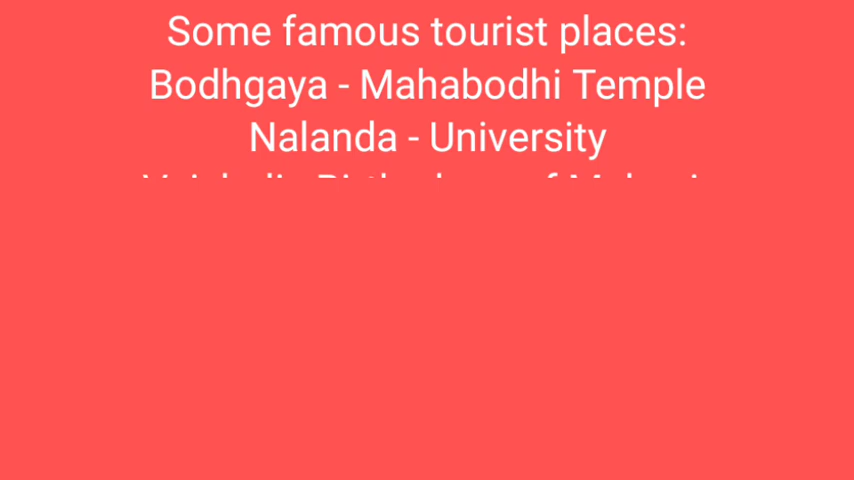 Some famous tourist places:
Bodhgaya - Mahabodhi Temple
Nalanda - University